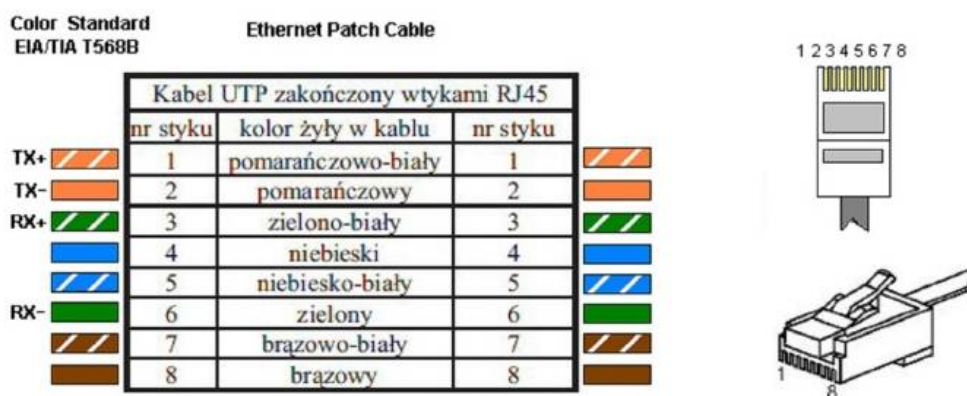 Color Standard
EIA/TIA T568B
Ethernet Patch Cable
Kabel UTP zakończony wtykami RJ45
nr styku kolor żyły w kablu nr styku
TX+ 1 pomarańczowo-biały 1
TX- 2 pomarańczowy 2
RX+ 3 zielono-biały 3
4 niebieski 4
5 niebiesko-biały 5
RX- 6 zielony 6
7 brązowo-biały 7
8 brązowy 8
1 2 3 4 5 6 7 8
1
8